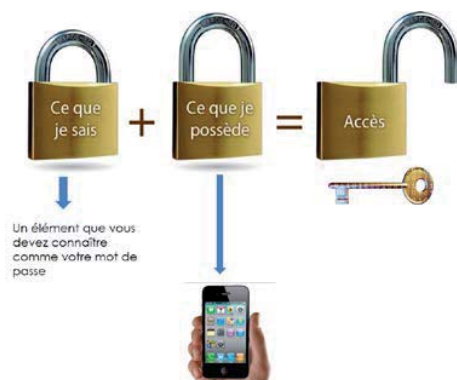 Ce que
je sais
+
Ce que je
possède
=
Accès
Un élément que vous
devez connaître
comme votre mot de
passe